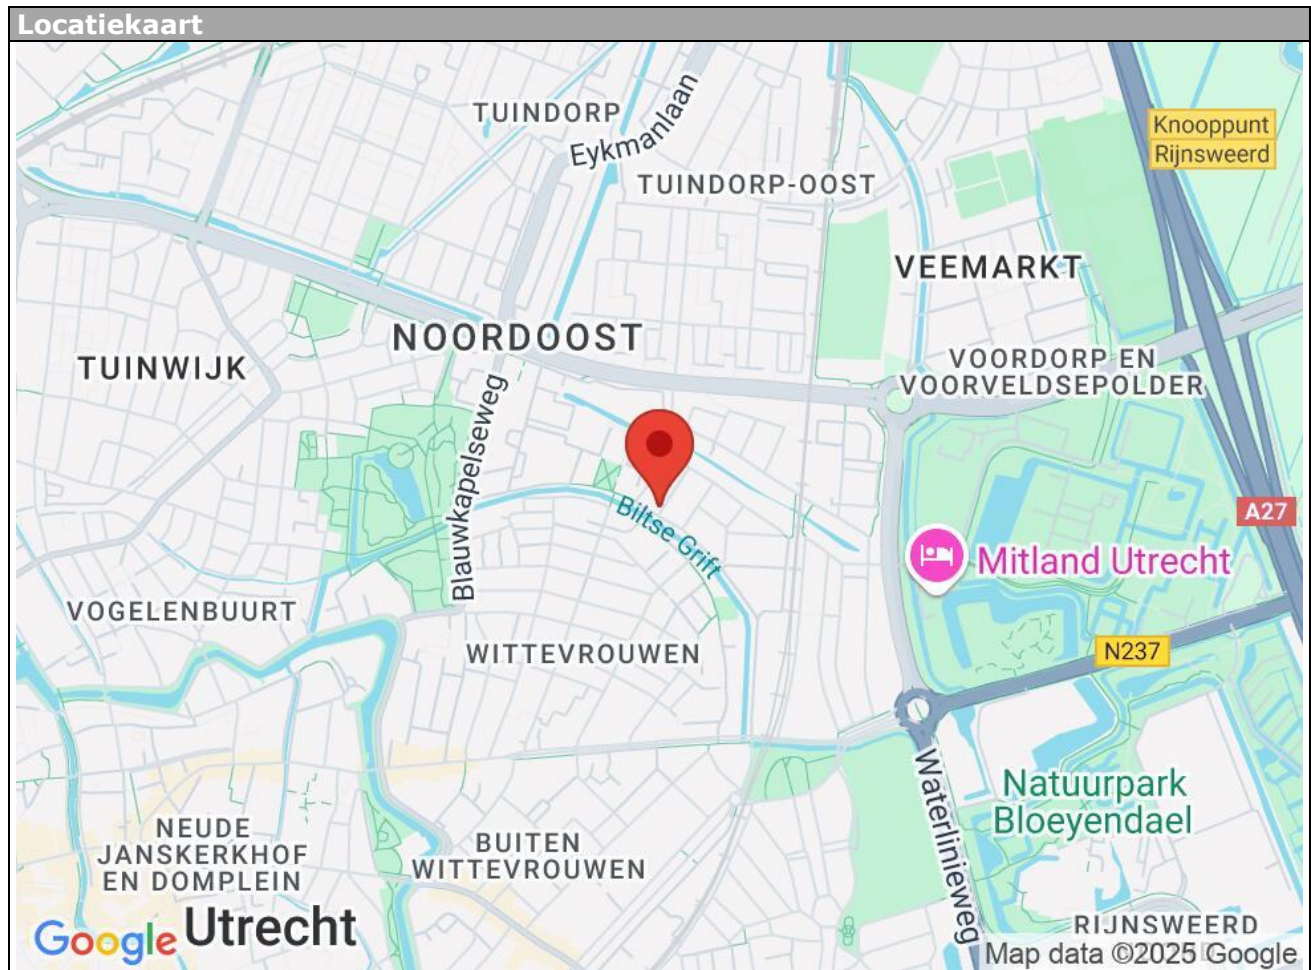 Locatiekaart
TUINDORP
Eykmanlaan
Knooppunt
Rijnsweerd
TUINDORP-OOST
VEEMARKT
NOORDOOST
TUINWIJK
VOORDORP EN
VOORVELDSEPOLDER
Blauwkapelseweg
Biltse Grift
A27
Mitland Utrecht
VOGELENBUURT
WITTEVROUWEN
N237
Waterlinieweg
Natuurpark
Bloeyendael
NEUDE
JANSKERKHOF
EN DOMPLEIN
BUITEN
WITTEVROUWEN
Utrecht
RIJNSWEERD
Google
Map data ©2025 Google